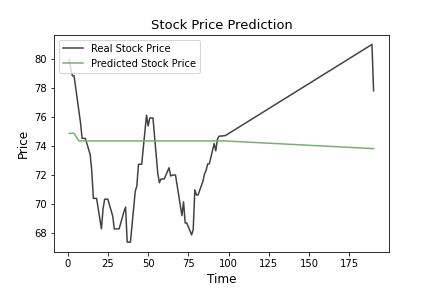 Stock Price Prediction
Real Stock Price
Predicted Stock Price
80
78
76
74
72
70
68
Price
0 25 50 75 100 125 150 175
Time